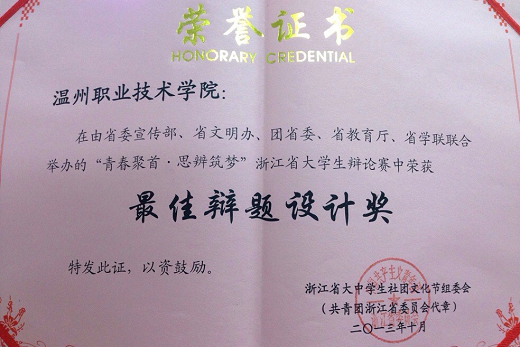 荣誉证书
HONORARY CREDENTIAL
温州职业技术学院：
在由省委宣传部、省文明办、团省委、省教育厅、省学联联合
举办的“青春聚首·思辨筑梦”浙江省大学生辩论赛中荣获
最佳辩题设计奖
特发此证，以资鼓励。
浙江省大中学生社团文化节组委会
（共青团浙江省委员会代章）
二〇一三年十月